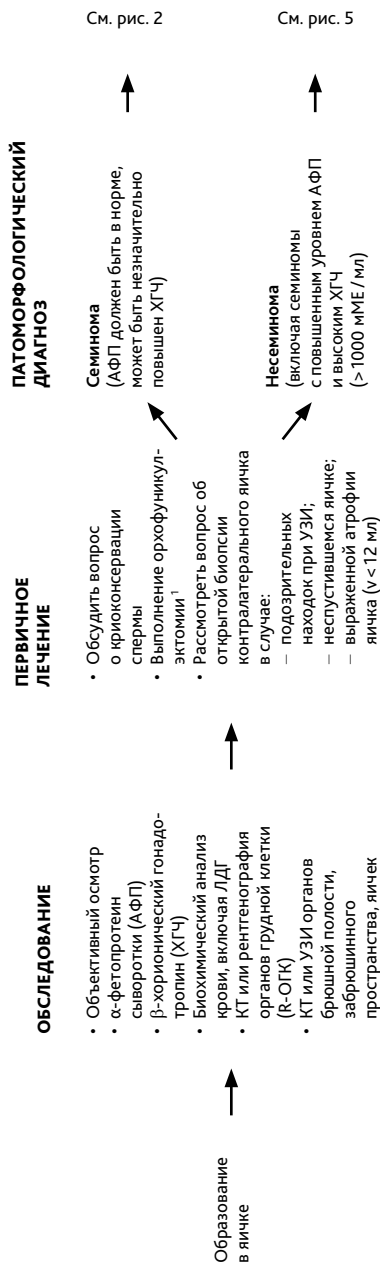 Образование
в яичке
ОБСЛЕДОВАНИЕ
• Объективный осмотр
• α-фетопротеин
сыворотки (АФП)
• β-хорионический гонадо-
тропин (ХГЧ)
• Биохимический анализ
крови, включая ЛДГ
• КТ или рентгенография
органов грудной клетки
(R-ОГК)
• КТ или УЗИ органов
брюшной полости,
забрюшинного
пространства, яичек
ПЕРВИЧНОЕ
ЛЕЧЕНИЕ
• Обсудить вопрос
о криоконсервации
спермы
• Выполнение орхофуникул-
эктомии¹
• Рассмотреть вопрос об
открытой биопсии
контралатерального яичка
в случае:
– подозрительных
находок при УЗИ;
– неспустившемся яичке;
– выраженной атрофии
яичка (v < 12 мл)
ПАТОМОРФОЛОГИЧЕСКИЙ
ДИАГНОЗ
Семинома
(АФП должен быть в норме,
может быть незначительно
повышен ХГЧ)
Несеминома
(включая семиномы
с повышенным уровнем АФП
и высоким ХГЧ
(> 1000 мМЕ / мл)
См. рис. 2
См. рис. 5